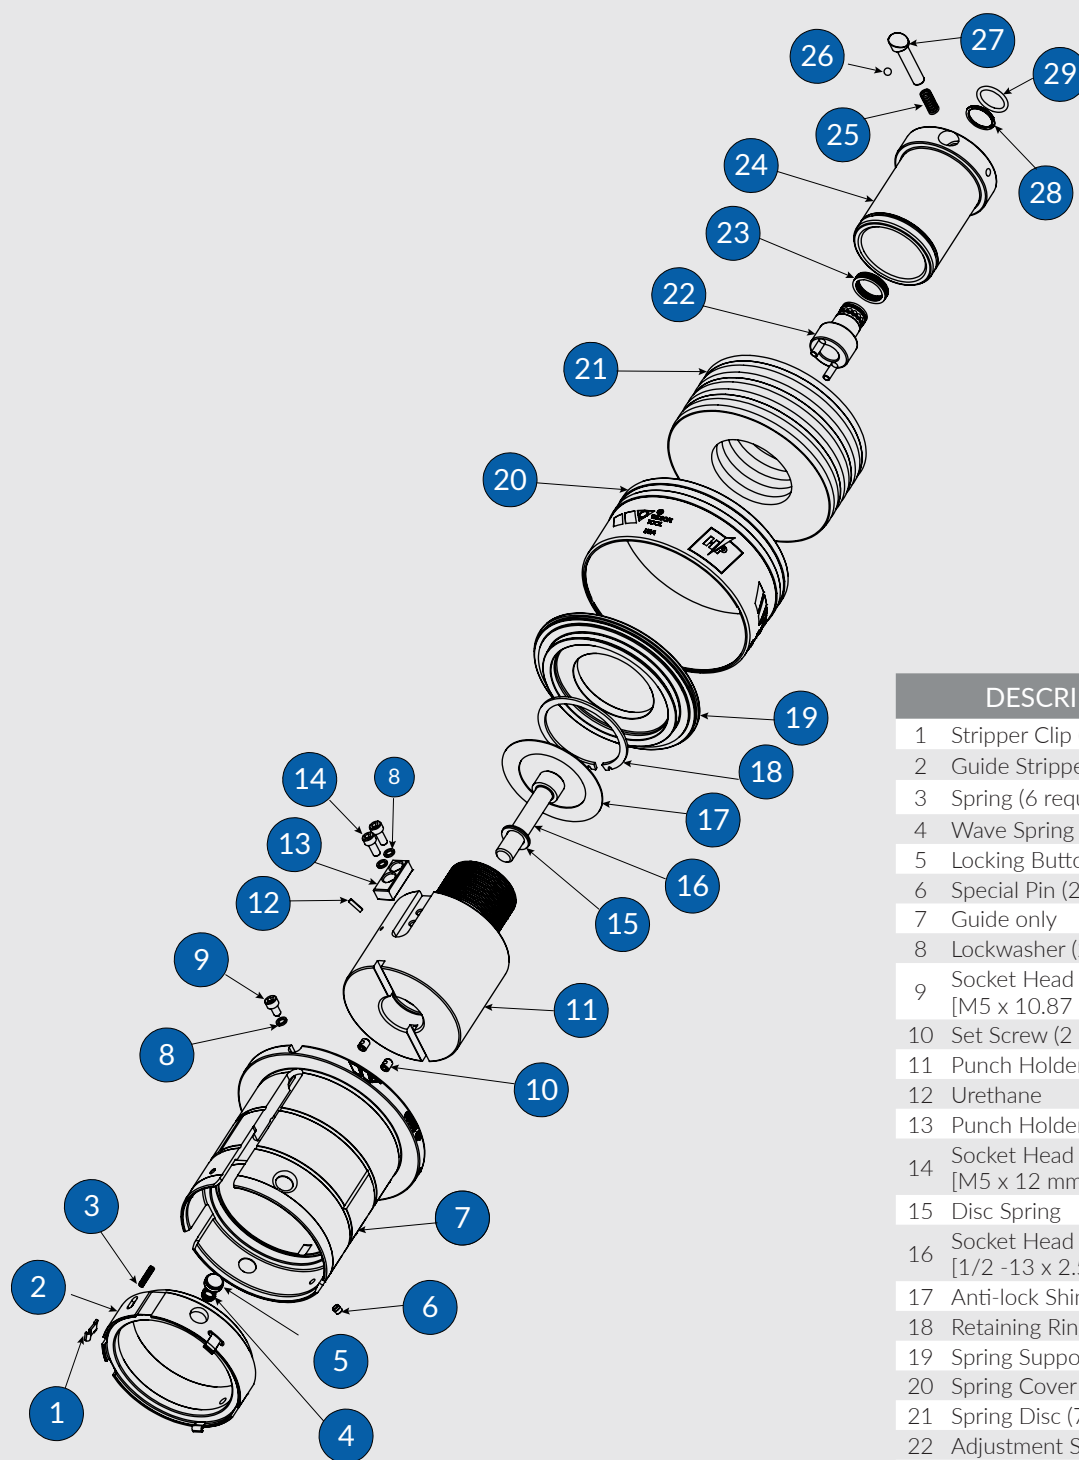 27
26
29
25
24
28
23
22
21
20
19
14
8
18
13
17
12
16
15
9
11
8
10
3
7
2
6
5
1
4
DESCRI
1 Stripper Clip
2 Guide Strippe
3 Spring (6 requ
4 Wave Spring
5 Locking Butto
6 Special Pin (2
7 Guide only
8 Lockwasher (
9 Socket Head
[M5 x 10.87
10 Set Screw (2
11 Punch Holder
12 Urethane
13 Punch Holder
14 Socket Head
[M5 x 12 mm
15 Disc Spring
16 Socket Head
[1/2 -13 x 2.5
17 Anti-lock Shim
18 Retaining Rin
19 Spring Suppo
20 Spring Cover
21 Spring Disc (7
22 Adjustment S